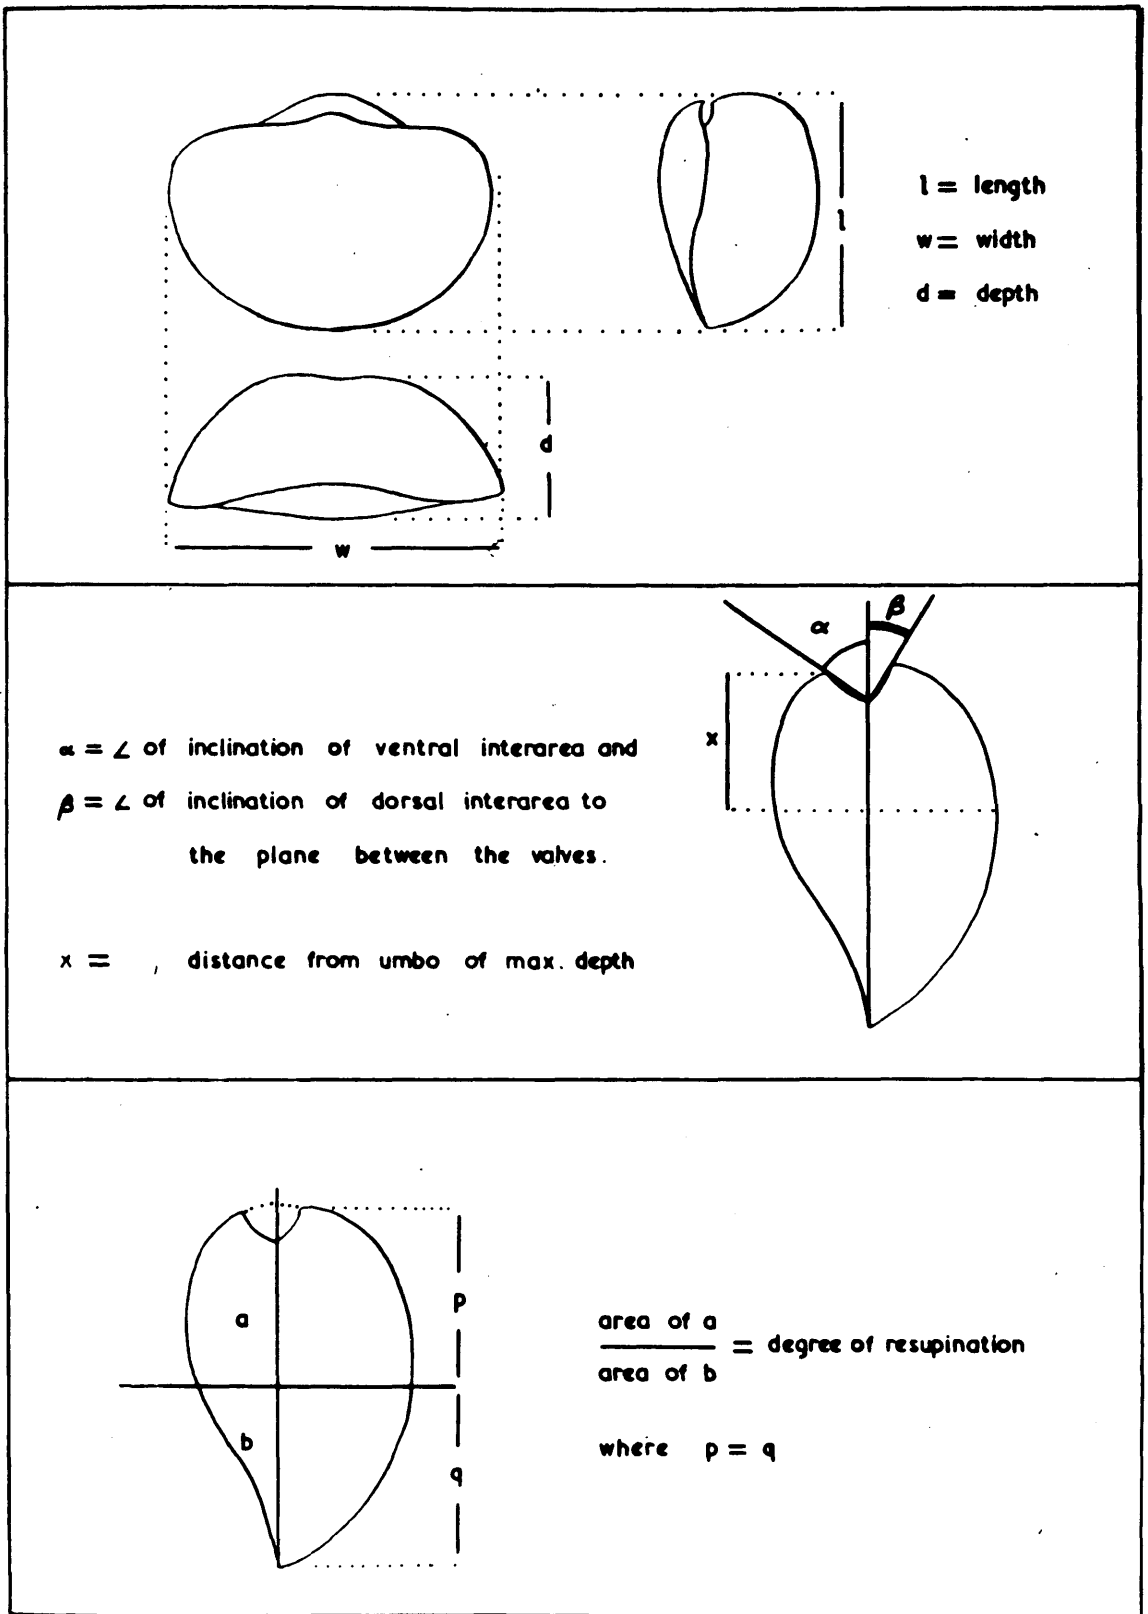 l
l = length
w = width
d = depth
d
w
α
β
x
α = ∠ of inclination of ventral interarea and
β = ∠ of inclination of dorsal interarea to
the plane between the valves.
x = , distance from umbo of max. depth
a
b
p
q
area of a
area of b
= degree of resupination
where p = q